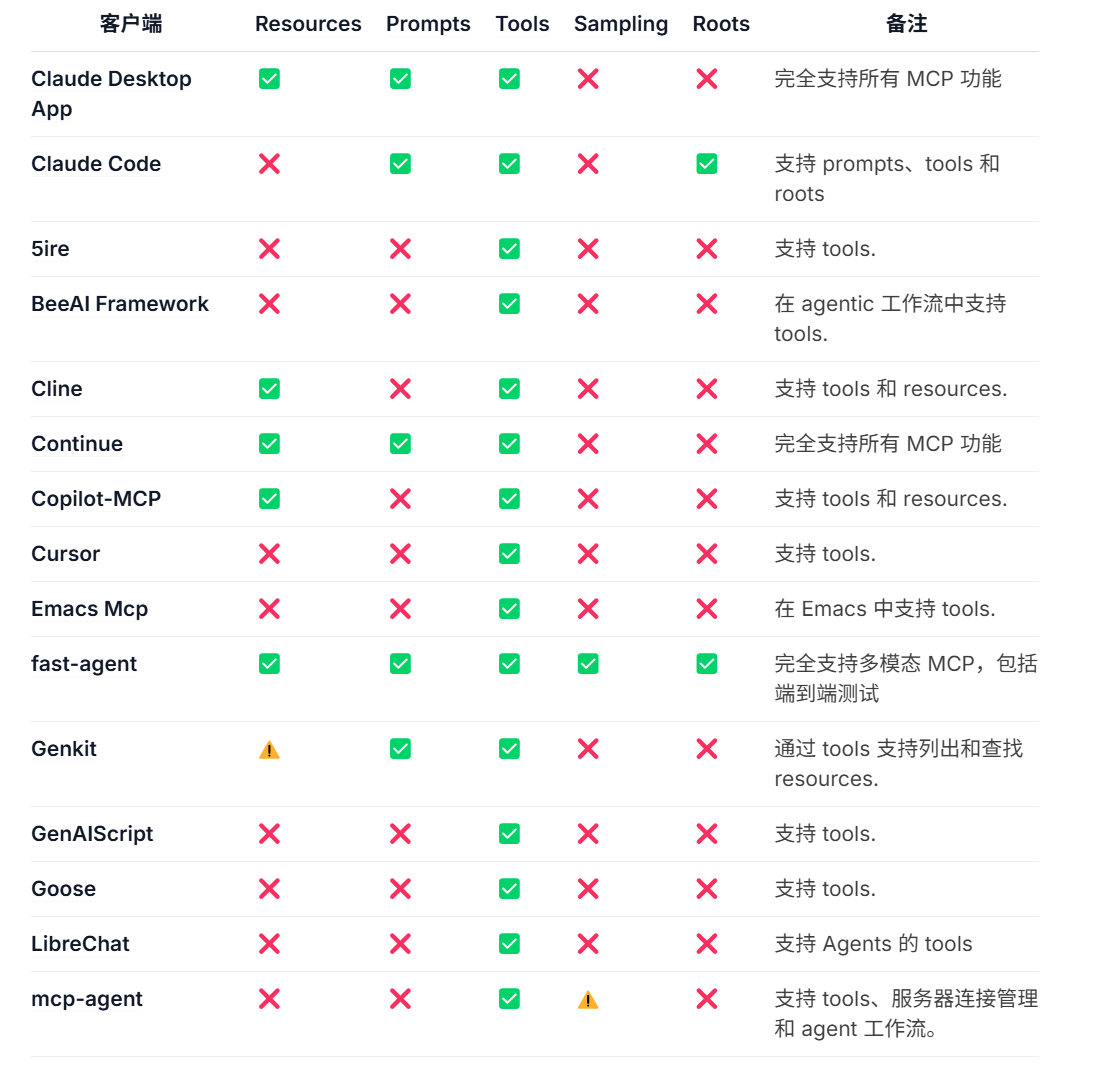 客户端 Resources Prompts Tools Sampling Roots 备注
Claude Desktop ✅ ✅ ✅ ❌ ❌ 完全支持所有 MCP 功能
App
Claude Code ❌ ✅ ✅ ❌ ✅ 支持 prompts、tools 和
roots
5ire ❌ ❌ ✅ ❌ ❌ 支持 tools.
BeeAI Framework ❌ ❌ ✅ ❌ ❌ 在 agentic 工作流中支持
tools.
Cline ✅ ❌ ✅ ❌ ❌ 支持 tools 和 resources.
Continue ✅ ✅ ✅ ❌ ❌ 完全支持所有 MCP 功能
Copilot-MCP ✅ ❌ ✅ ❌ ❌ 支持 tools 和 resources.
Cursor ❌ ❌ ✅ ❌ ❌ 支持 tools.
Emacs Mcp ❌ ❌ ✅ ❌ ❌ 在 Emacs 中支持 tools.
fast-agent ✅ ✅ ✅ ✅ ✅ 完全支持多模态 MCP，包括
端到端测试
Genkit ⚠️ ✅ ✅ ❌ ❌ 通过 tools 支持列出和查找
resources.
GenAIScript ❌ ❌ ✅ ❌ ❌ 支持 tools.
Goose ❌ ❌ ✅ ❌ ❌ 支持 tools.
LibreChat ❌ ❌ ✅ ❌ ❌ 支持 Agents 的 tools
mcp-agent ❌ ❌ ✅ ⚠️ ❌ 支持 tools、服务器连接管理
和 agent 工作流。